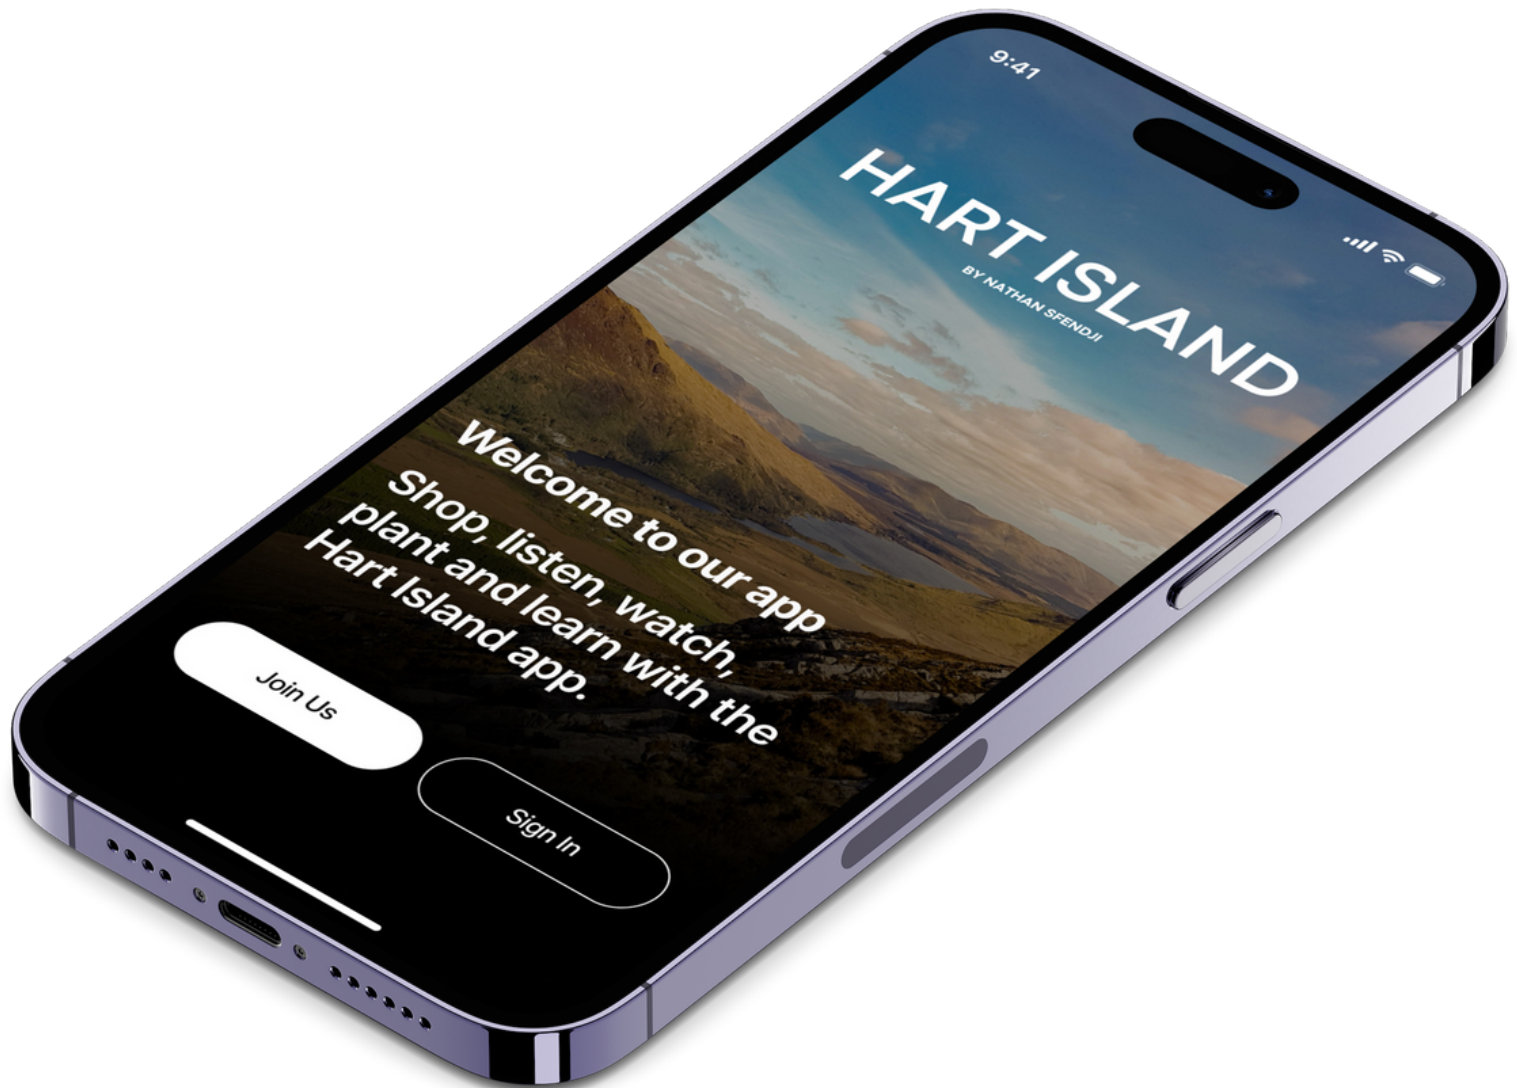 9:41
HART ISLAND
BY NATHAN SFENDJI
Welcome to our app
Shop, listen, watch,
plant and learn with the
Hart Island app.
Join Us
Sign In